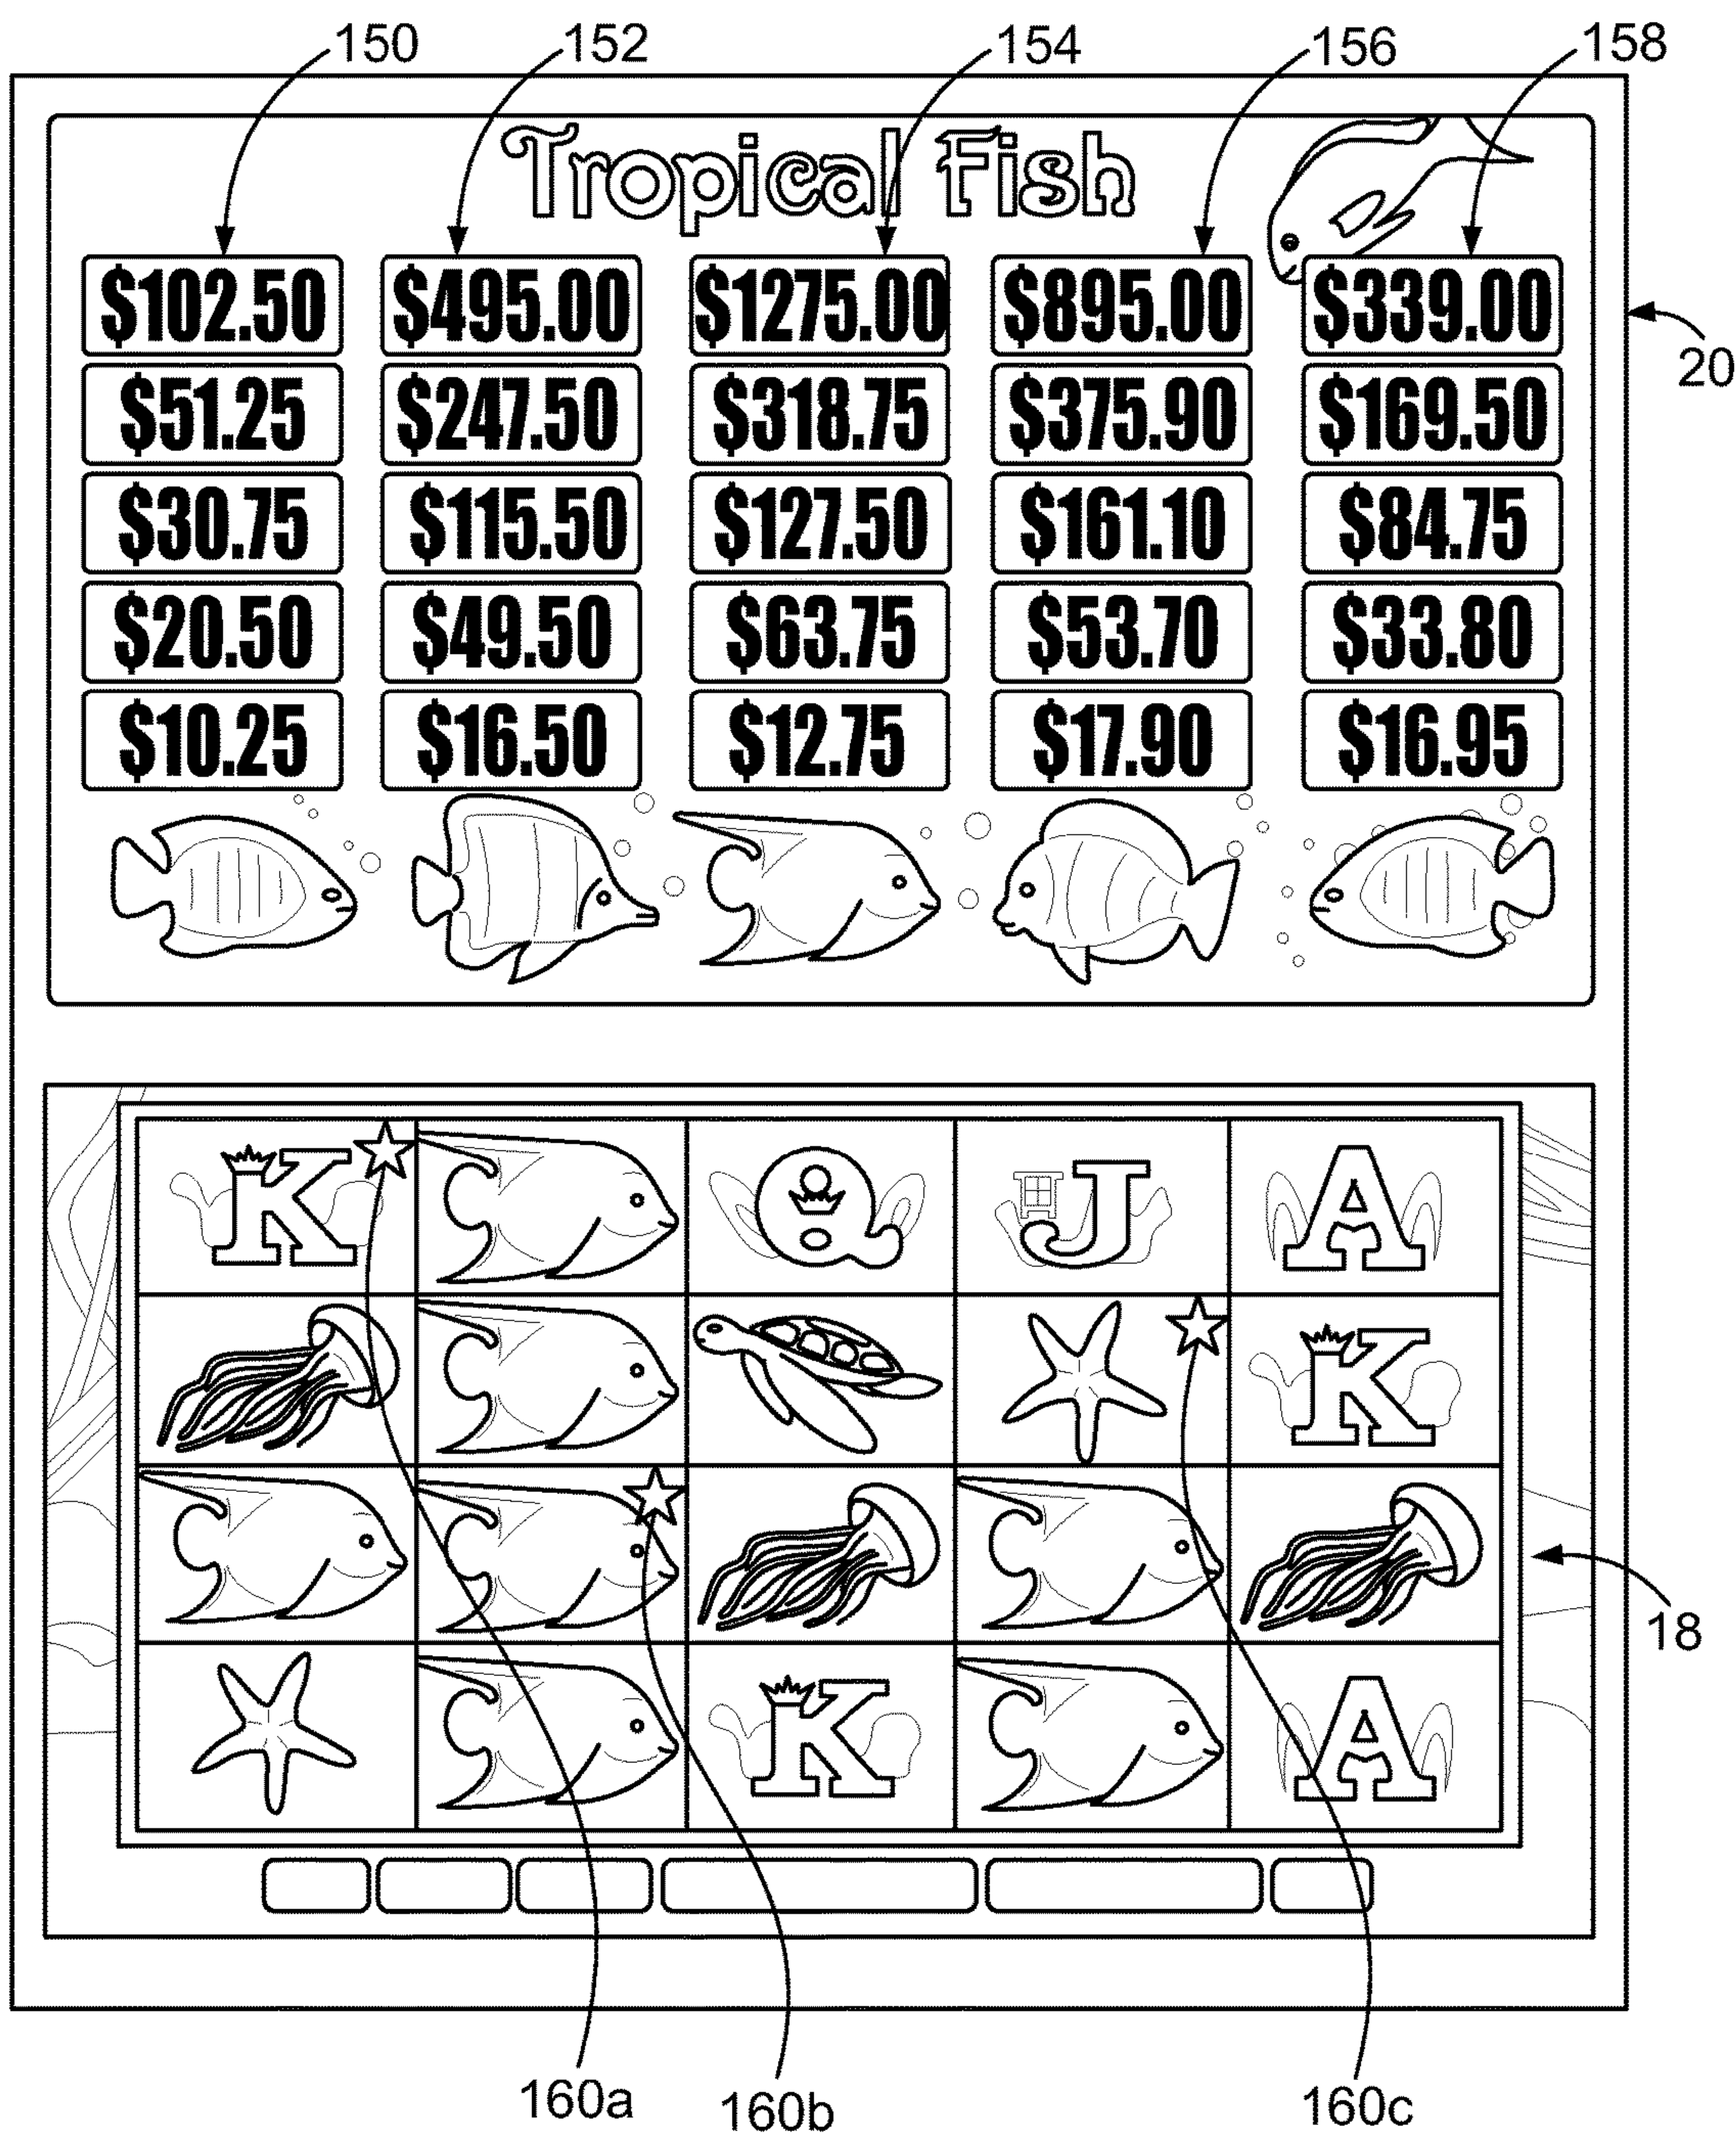 150 152 154 156 158
Tropical Fish
$102.50 $495.00 $1275.00 $895.00 $339.00
20
$51.25 $247.50 $318.75 $375.90 $169.50
$30.75 $115.50 $127.50 $161.10 $84.75
$20.50 $49.50 $63.75 $53.70 $33.80
$10.25 $16.50 $12.75 $17.90 $16.95
K Q J A
K
18
K A
160a 160b 160c